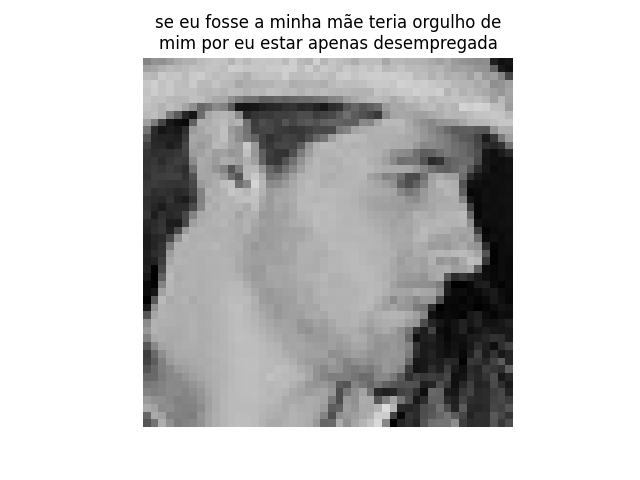 se eu fosse a minha mãe teria orgulho de
mim por eu estar apenas desempregada